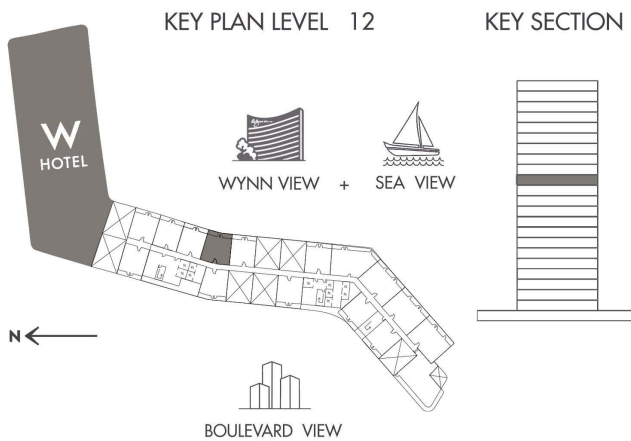 KEY PLAN LEVEL 12
KEY SECTION
W
HOTEL
WYNN VIEW + SEA VIEW
N
BOULEVARD VIEW